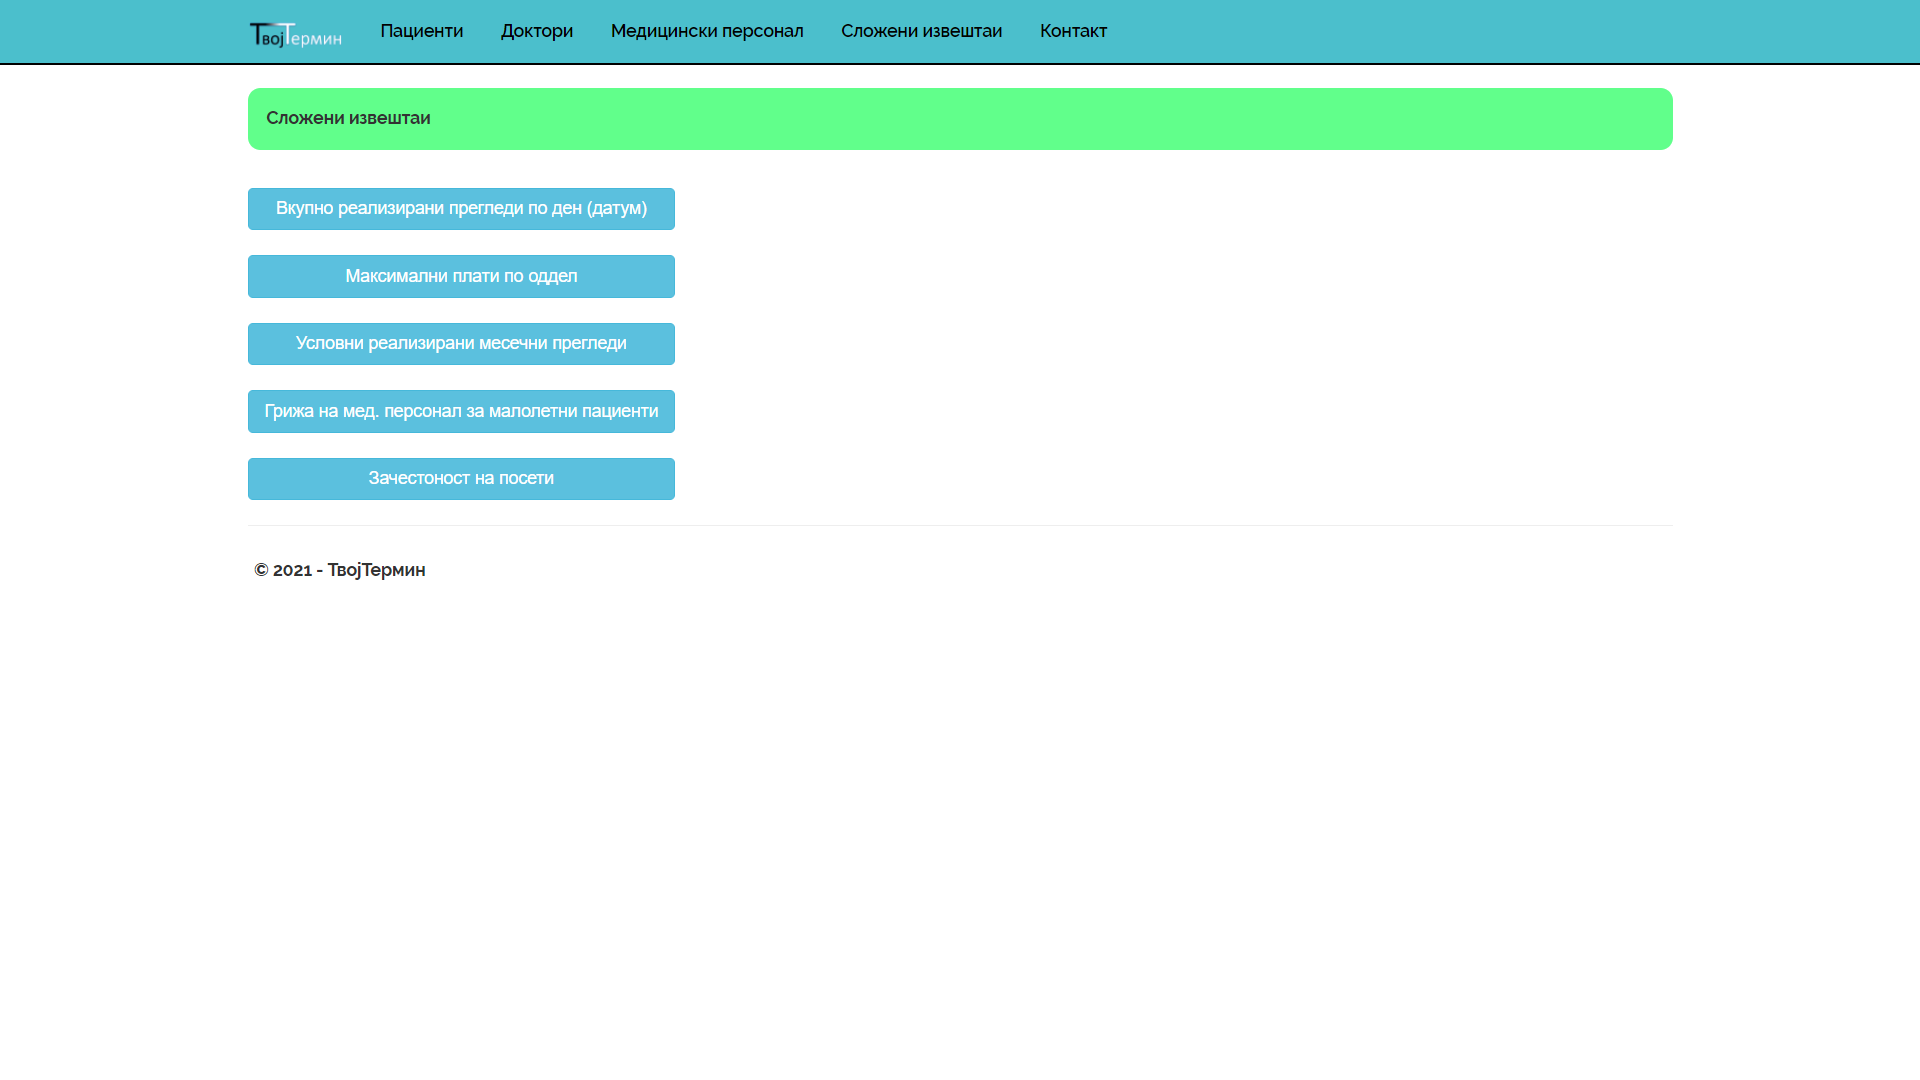 ТвојТермин Пациенти Доктори Медицински персонал Сложени извештаи Контакт
Сложени извештаи
Вкупно реализирани прегледи по ден (датум)
Максимални плати по оддел
Условни реализирани месечни прегледи
Грижа на мед. персонал за малолетни пациенти
Зачестоност на посети
© 2021 - ТвојТермин